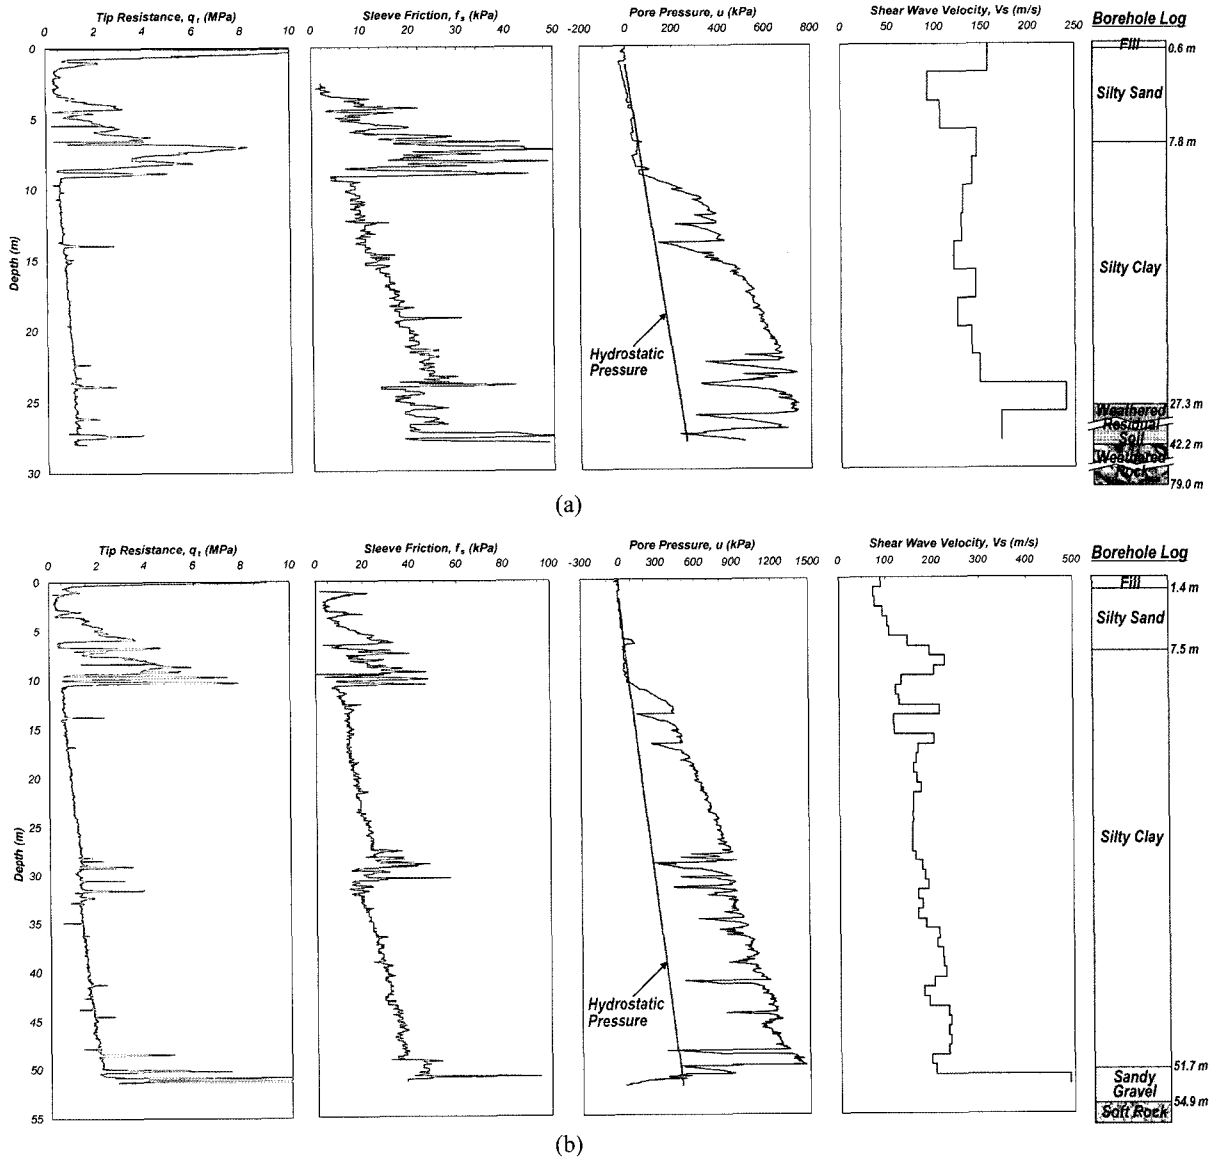 Tip Resistance, qt (MPa)
0 2 4 6 8 10
Sleeve Friction, fs (kPa)
0 10 20 30 40 50
Pore Pressure, u (kPa)
-200 0 200 400 600 800
Shear Wave Velocity, Vs (m/s)
0 50 100 150 200 250
Borehole Log
Depth (m)
0
5
10
15
20
25
30
Hydrostatic
Pressure
Fill
0.6 m
Silty Sand
7.8 m
Silty Clay
27.3 m
Weathered
Residual
Soil
42.2 m
Weathered
Rock
79.0 m
(a)
Tip Resistance, qt (MPa)
0 2 4 6 8 10
Sleeve Friction, fs (kPa)
0 20 40 60 80 100
Pore Pressure, u (kPa)
-300 0 300 600 900 1200 1500
Shear Wave Velocity, Vs (m/s)
0 100 200 300 400 500
Borehole Log
Depth (m)
0
5
10
15
20
25
30
35
40
45
50
55
Hydrostatic
Pressure
Fill
1.4 m
Silty Sand
7.5 m
Silty Clay
51.7 m
Sandy
Gravel
54.9 m
Soft Rock
(b)